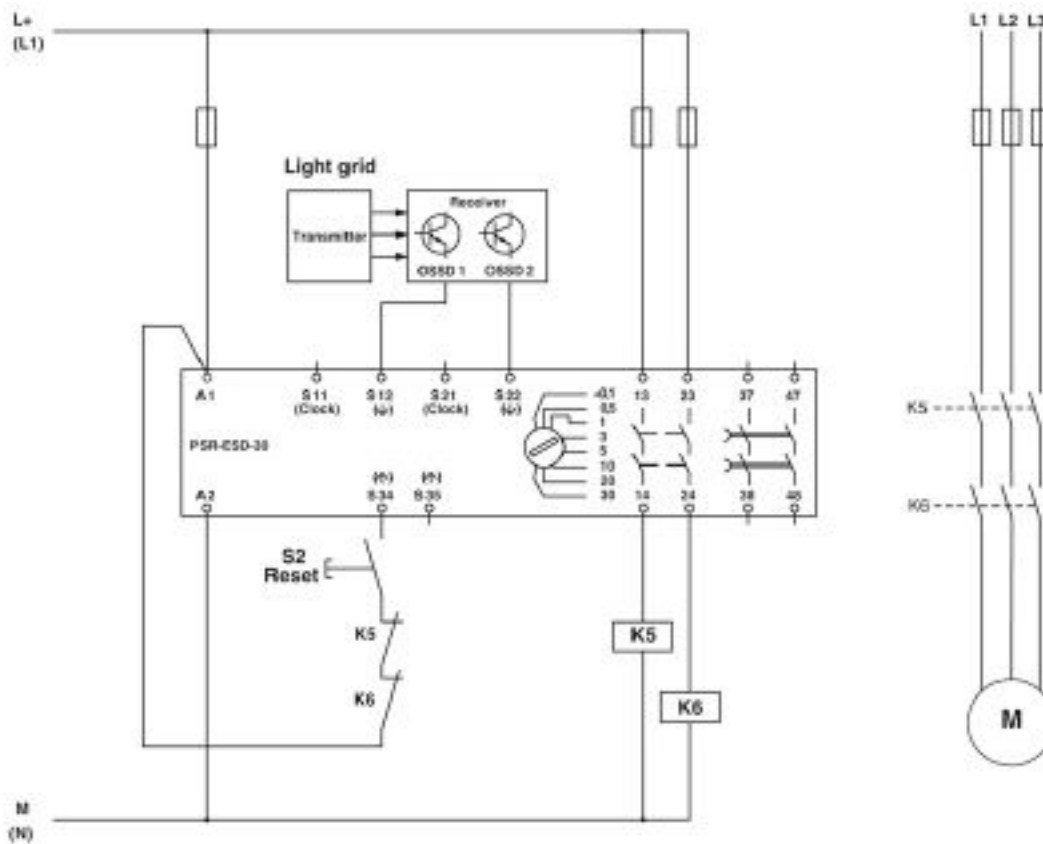 L+
(L1)
L1 L2 L3
Light grid
Receiver
Transmitter
OSSD 1 OSSD 2
A1 S11 S12 S21 S22 13 23 37 47
(Clock) (Clock)
0,1
0,5
1
3
5
10
20
30
PSR-ESD-30
A2 S34 S35 14 24 38 48
K5
K6
S2
Reset
K5
K6
K5
K6
M
M
(N)